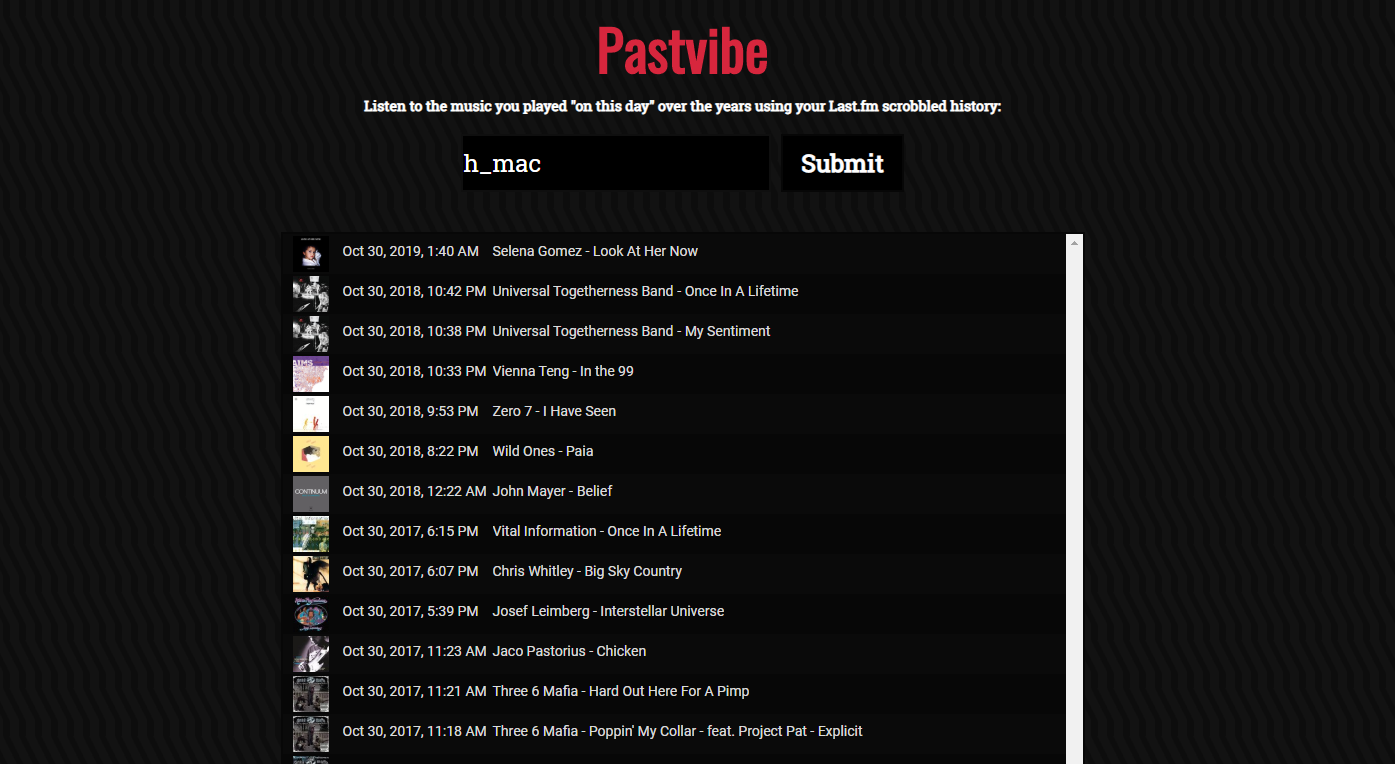 Pastvibe
Listen to the music you played "on this day" over the years using your Last.fm scrobbled history:
h_mac Submit
Oct 30, 2019, 1:40 AM Selena Gomez - Look At Her Now
Oct 30, 2018, 10:42 PM Universal Togetherness Band - Once In A Lifetime
Oct 30, 2018, 10:38 PM Universal Togetherness Band - My Sentiment
Oct 30, 2018, 10:33 PM Vienna Teng - In the 99
Oct 30, 2018, 9:53 PM Zero 7 - I Have Seen
Oct 30, 2018, 8:22 PM Wild Ones - Paia
CONTINUUM Oct 30, 2018, 12:22 AM John Mayer - Belief
Oct 30, 2017, 6:15 PM Vital Information - Once In A Lifetime
Oct 30, 2017, 6:07 PM Chris Whitley - Big Sky Country
Oct 30, 2017, 5:39 PM Josef Leimberg - Interstellar Universe
Oct 30, 2017, 11:23 AM Jaco Pastorius - Chicken
Oct 30, 2017, 11:21 AM Three 6 Mafia - Hard Out Here For A Pimp
Oct 30, 2017, 11:18 AM Three 6 Mafia - Poppin' My Collar - feat. Project Pat - Explicit